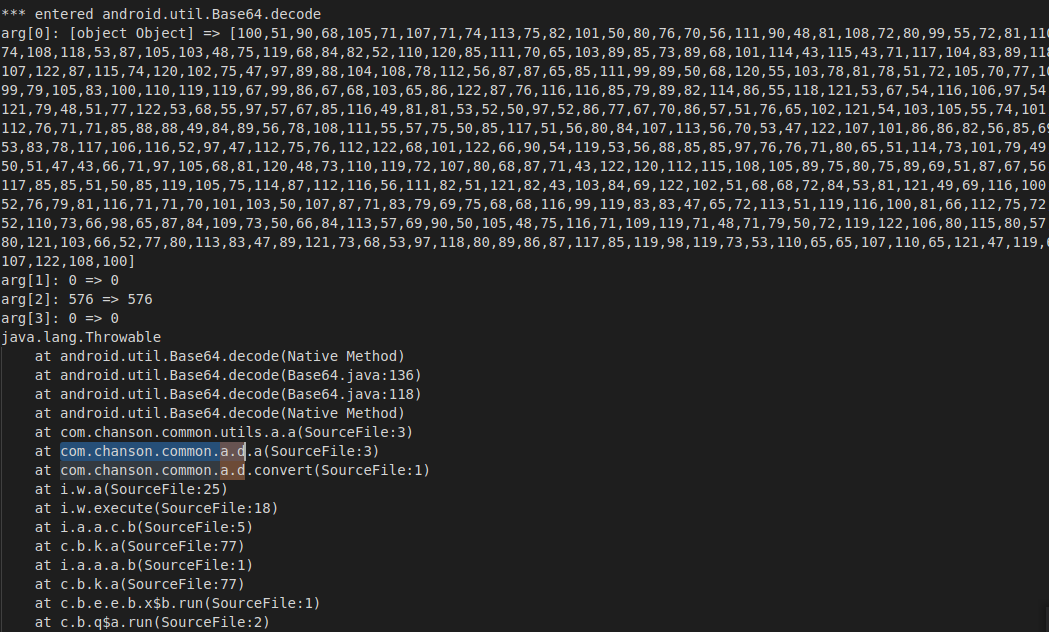 *** entered android.util.Base64.decode
arg[0]: [object Object] => [100,51,90,68,105,71,107,71,74,113,75,82,101,50,80,76,70,56,111,90,48,81,108,72,80,99,55,72,81,110
74,108,118,53,87,105,103,48,75,119,68,84,82,52,110,120,85,111,70,65,103,89,85,73,89,68,101,114,43,115,43,71,117,104,83,89,118
107,122,87,115,74,120,102,75,47,97,89,88,104,108,78,112,56,87,87,65,85,111,99,89,50,68,120,55,103,78,81,78,51,72,105,70,77,10
99,79,105,83,100,110,119,119,67,99,86,67,68,103,65,86,122,87,76,116,116,85,79,89,82,114,86,55,118,121,53,67,54,116,106,97,54
121,79,48,51,77,122,53,68,55,97,57,67,85,116,49,81,81,53,52,50,97,52,86,77,67,70,86,57,51,76,65,102,121,54,103,105,55,74,101
112,76,71,71,85,88,88,49,84,89,56,78,108,111,55,57,75,50,85,117,51,56,80,84,107,113,56,70,53,47,122,107,101,86,86,82,56,85,69
53,83,78,117,106,116,52,97,47,112,75,76,112,122,68,101,122,66,90,54,119,53,56,88,85,85,97,76,76,71,80,65,51,114,73,101,79,49
50,51,47,43,66,71,97,105,68,81,120,48,73,110,119,72,107,80,68,87,71,43,122,120,112,115,108,105,89,75,80,75,89,69,51,87,67,56
117,85,85,51,50,85,119,105,75,114,87,112,116,56,111,82,51,121,82,43,103,84,69,122,102,51,68,68,72,84,53,81,121,49,69,116,100
52,76,79,81,116,71,71,70,101,103,50,107,87,71,83,79,69,75,68,68,116,99,119,83,83,47,65,72,113,51,119,116,100,81,66,112,75,72
52,110,73,66,98,65,87,84,109,73,50,66,84,113,57,69,90,50,105,48,75,116,71,109,119,71,48,71,79,50,72,119,122,106,80,115,80,57
80,121,103,66,52,77,80,113,83,47,89,121,73,68,53,97,118,80,89,86,87,117,85,119,98,119,73,53,110,65,65,107,110,65,121,47,119,6
107,122,108,100]
arg[1]: 0 => 0
arg[2]: 576 => 576
arg[3]: 0 => 0
java.lang.Throwable
at android.util.Base64.decode(Native Method)
at android.util.Base64.decode(Base64.java:136)
at android.util.Base64.decode(Base64.java:118)
at android.util.Base64.decode(Native Method)
at com.chanson.common.utils.a.a(SourceFile:3)
at com.chanson.common.a.d.a(SourceFile:3)
at com.chanson.common.a.d.convert(SourceFile:1)
at i.w.a(SourceFile:25)
at i.w.execute(SourceFile:18)
at i.a.a.c.b(SourceFile:5)
at c.b.k.a(SourceFile:77)
at i.a.a.a.b(SourceFile:1)
at c.b.k.a(SourceFile:77)
at c.b.e.e.b.x$b.run(SourceFile:1)
at c.b.q$a.run(SourceFile:2)